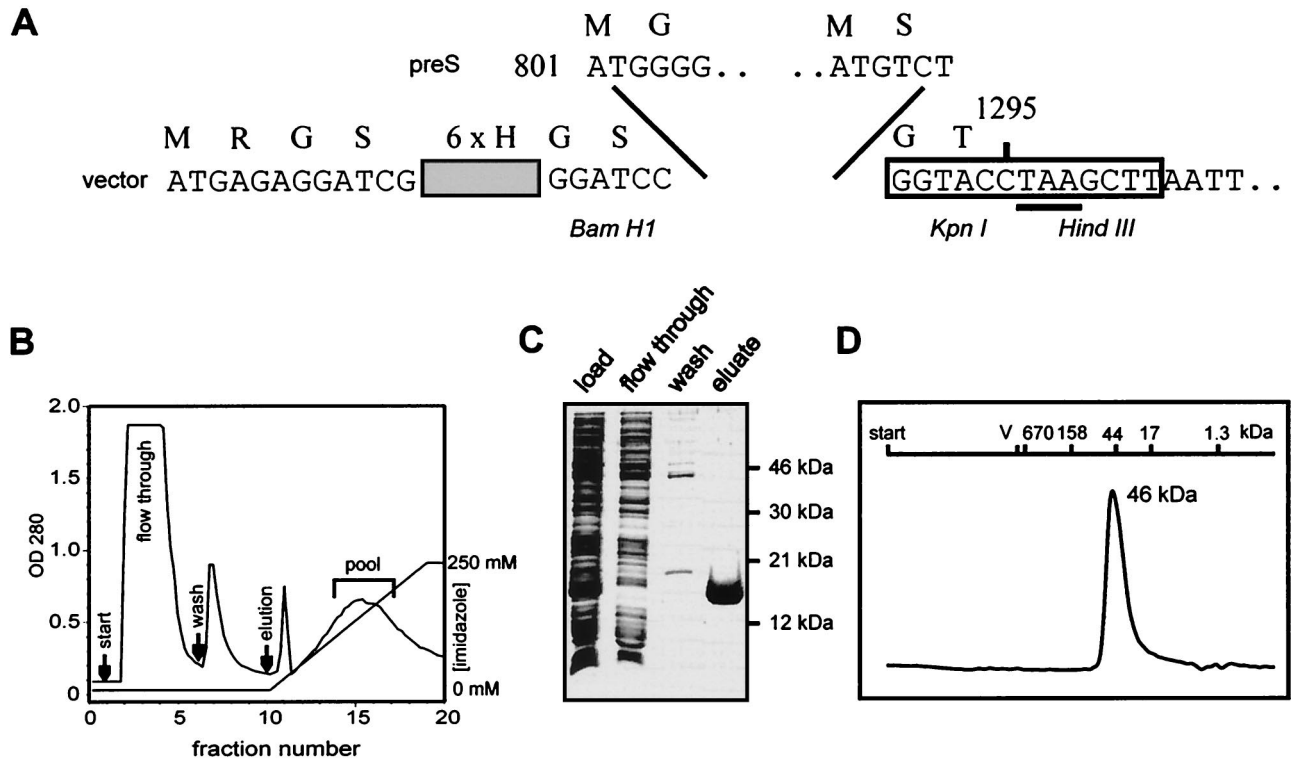 A
M G M S
preS 801 ATGGGG.. ..ATGTCT
1295
M R G S 6 x H G S G T
vector ATGAGAGGATCG GGATCC GGTACCTAAGCTTAATT..
Bam H1 Kpn I Hind III
B
2.0
1.5
1.0
0.5
0
OD 280
start
flow through
wash
elution
pool
250 mM
[imidazole]
0 mM
0 5 10 15 20
fraction number
C
load
flow through
wash
eluate
46 kDa
30 kDa
21 kDa
12 kDa
D
start V 670 158 44 17 1.3 kDa
46 kDa